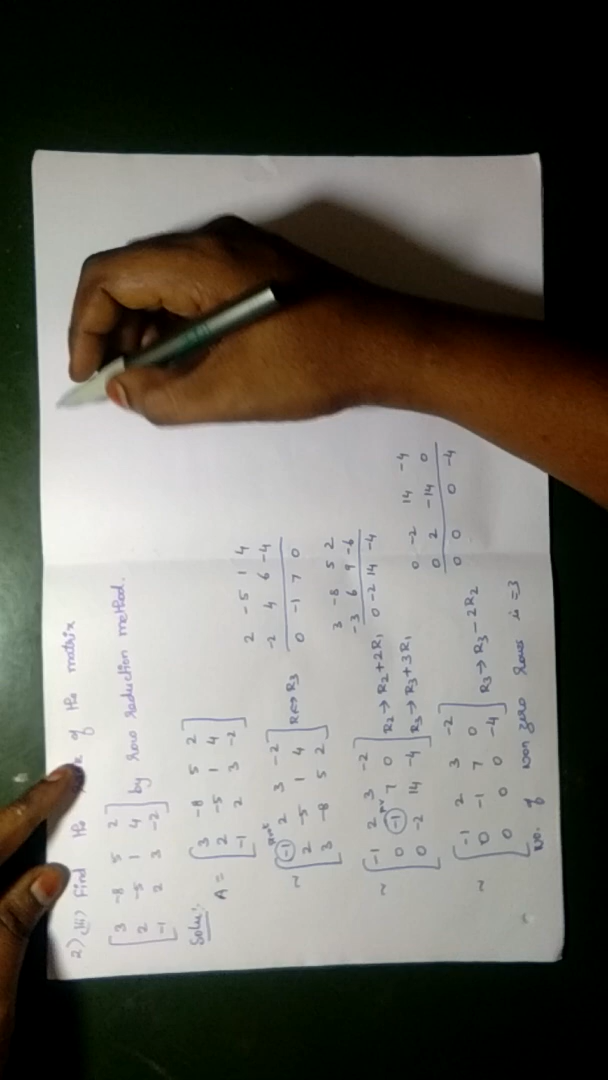 2) (iii) Find the rank of the matrix
[3 -8 5 2
2 -5 1 4
-1 2 3 -2] by row reduction method.
Solu:
A = [3 -8 5 2
2 -5 1 4
-1 2 3 -2]
~ [-1 2 3 -2
2 -5 1 4
3 -8 5 2] R1↔R3
2 -5 1 4
-2 4 6 -4
0 -1 7 0
3 -8 5 2
-3 6 9 -6
0 -2 14 -4
~ [-1 2 3 -2
0 -1 7 0
0 -2 14 -4] R2→R2+2R1
R3→R3+3R1
0 -2 14 -4
0 2 -14 0
0 0 0 -4
~ [-1 2 3 -2
0 -1 7 0
0 0 0 -4] R3→R3-2R2
No. of non zero rows is =3